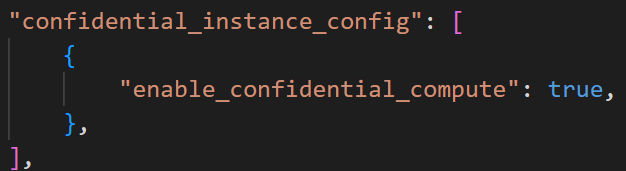 "confidential_instance_config": [
    {
        "enable_confidential_compute": true,
    },
],